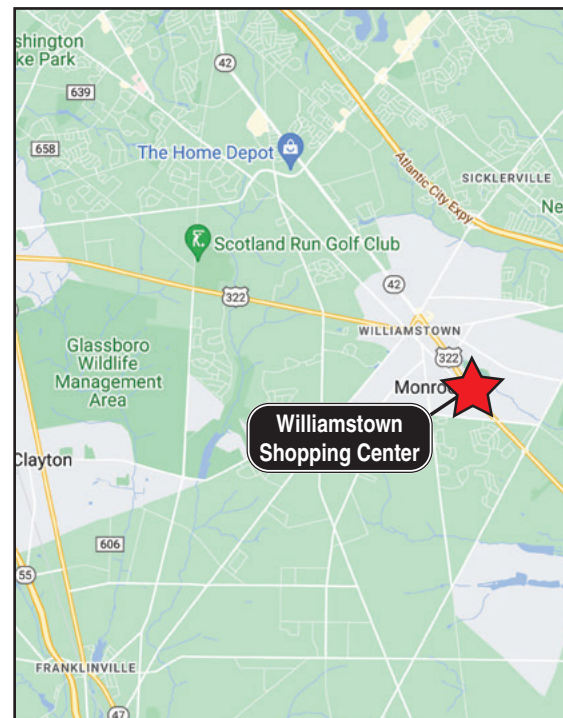 shington
ke Park
42
639
658
The Home Depot
Atlantic City Expy
SICKLERVILLE
Ne
Scotland Run Golf Club
42
322
WILLIAMSTOWN
322
Glassboro
Wildlife
Management
Area
Monro
Williamstown
Shopping Center
Clayton
606
55
FRANKLINVILLE
47